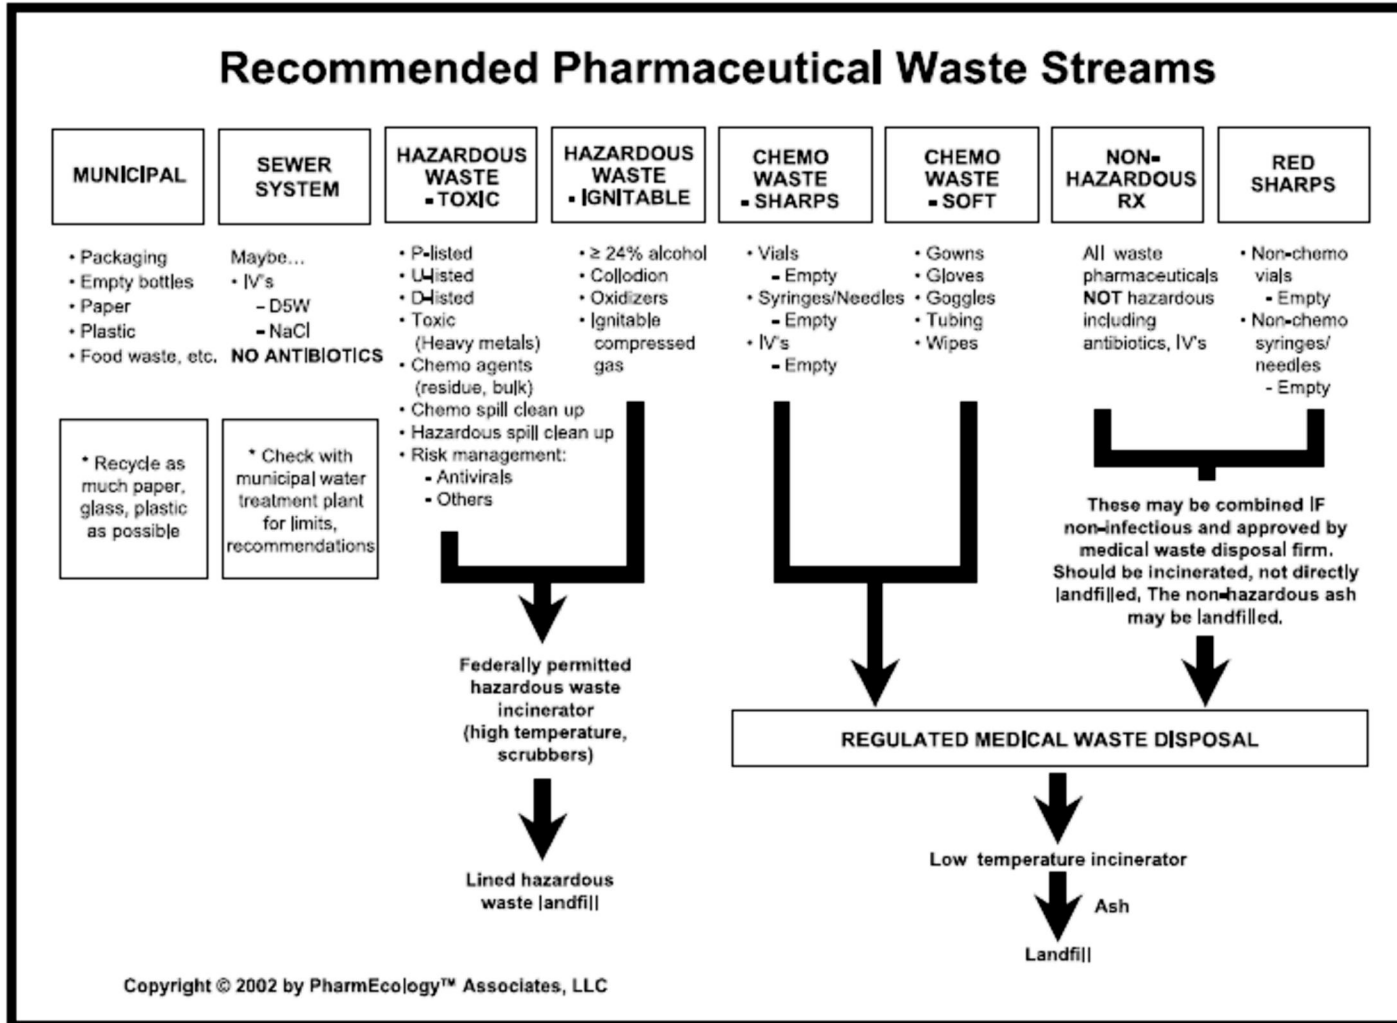 Recommended Pharmaceutical Waste Streams
MUNICIPAL
• Packaging
• Empty bottles
• Paper
• Plastic
• Food waste, etc.
* Recycle as
much paper,
glass, plastic
as possible
SEWER
SYSTEM
Maybe...
• IV's
– D5W
– NaCl
NO ANTIBIOTICS
* Check with
municipal water
treatment plant
for limits,
recommendations
HAZARDOUS
WASTE
- TOXIC
• P-listed
• U-listed
• D-listed
• Toxic
(Heavy metals)
• Chemo agents
(residue, bulk)
• Chemo spill clean up
• Hazardous spill clean up
• Risk management:
- Antivirals
- Others
HAZARDOUS
WASTE
- IGNITABLE
• ≥ 24% alcohol
• Collodion
• Oxidizers
• Ignitable
compressed
gas
Federally permitted
hazardous waste
incinerator
(high temperature,
scrubbers)
Lined hazardous
waste landfill
CHEMO
WASTE
- SHARPS
• Vials
- Empty
• Syringes/Needles
- Empty
• IV's
- Empty
CHEMO
WASTE
- SOFT
• Gowns
• Gloves
• Goggles
• Tubing
• Wipes
NON-
HAZARDOUS
RX
All waste
pharmaceuticals
NOT hazardous
including
antibiotics, IV's
RED
SHARPS
• Non-chemo
vials
- Empty
• Non-chemo
syringes/
needles
- Empty
These may be combined IF
non-infectious and approved by
medical waste disposal firm.
Should be incinerated, not directly
landfilled, The non-hazardous ash
may be landfilled.
REGULATED MEDICAL WASTE DISPOSAL
Low temperature incinerator
Ash
Landfill
Copyright © 2002 by PharmEcology™ Associates, LLC